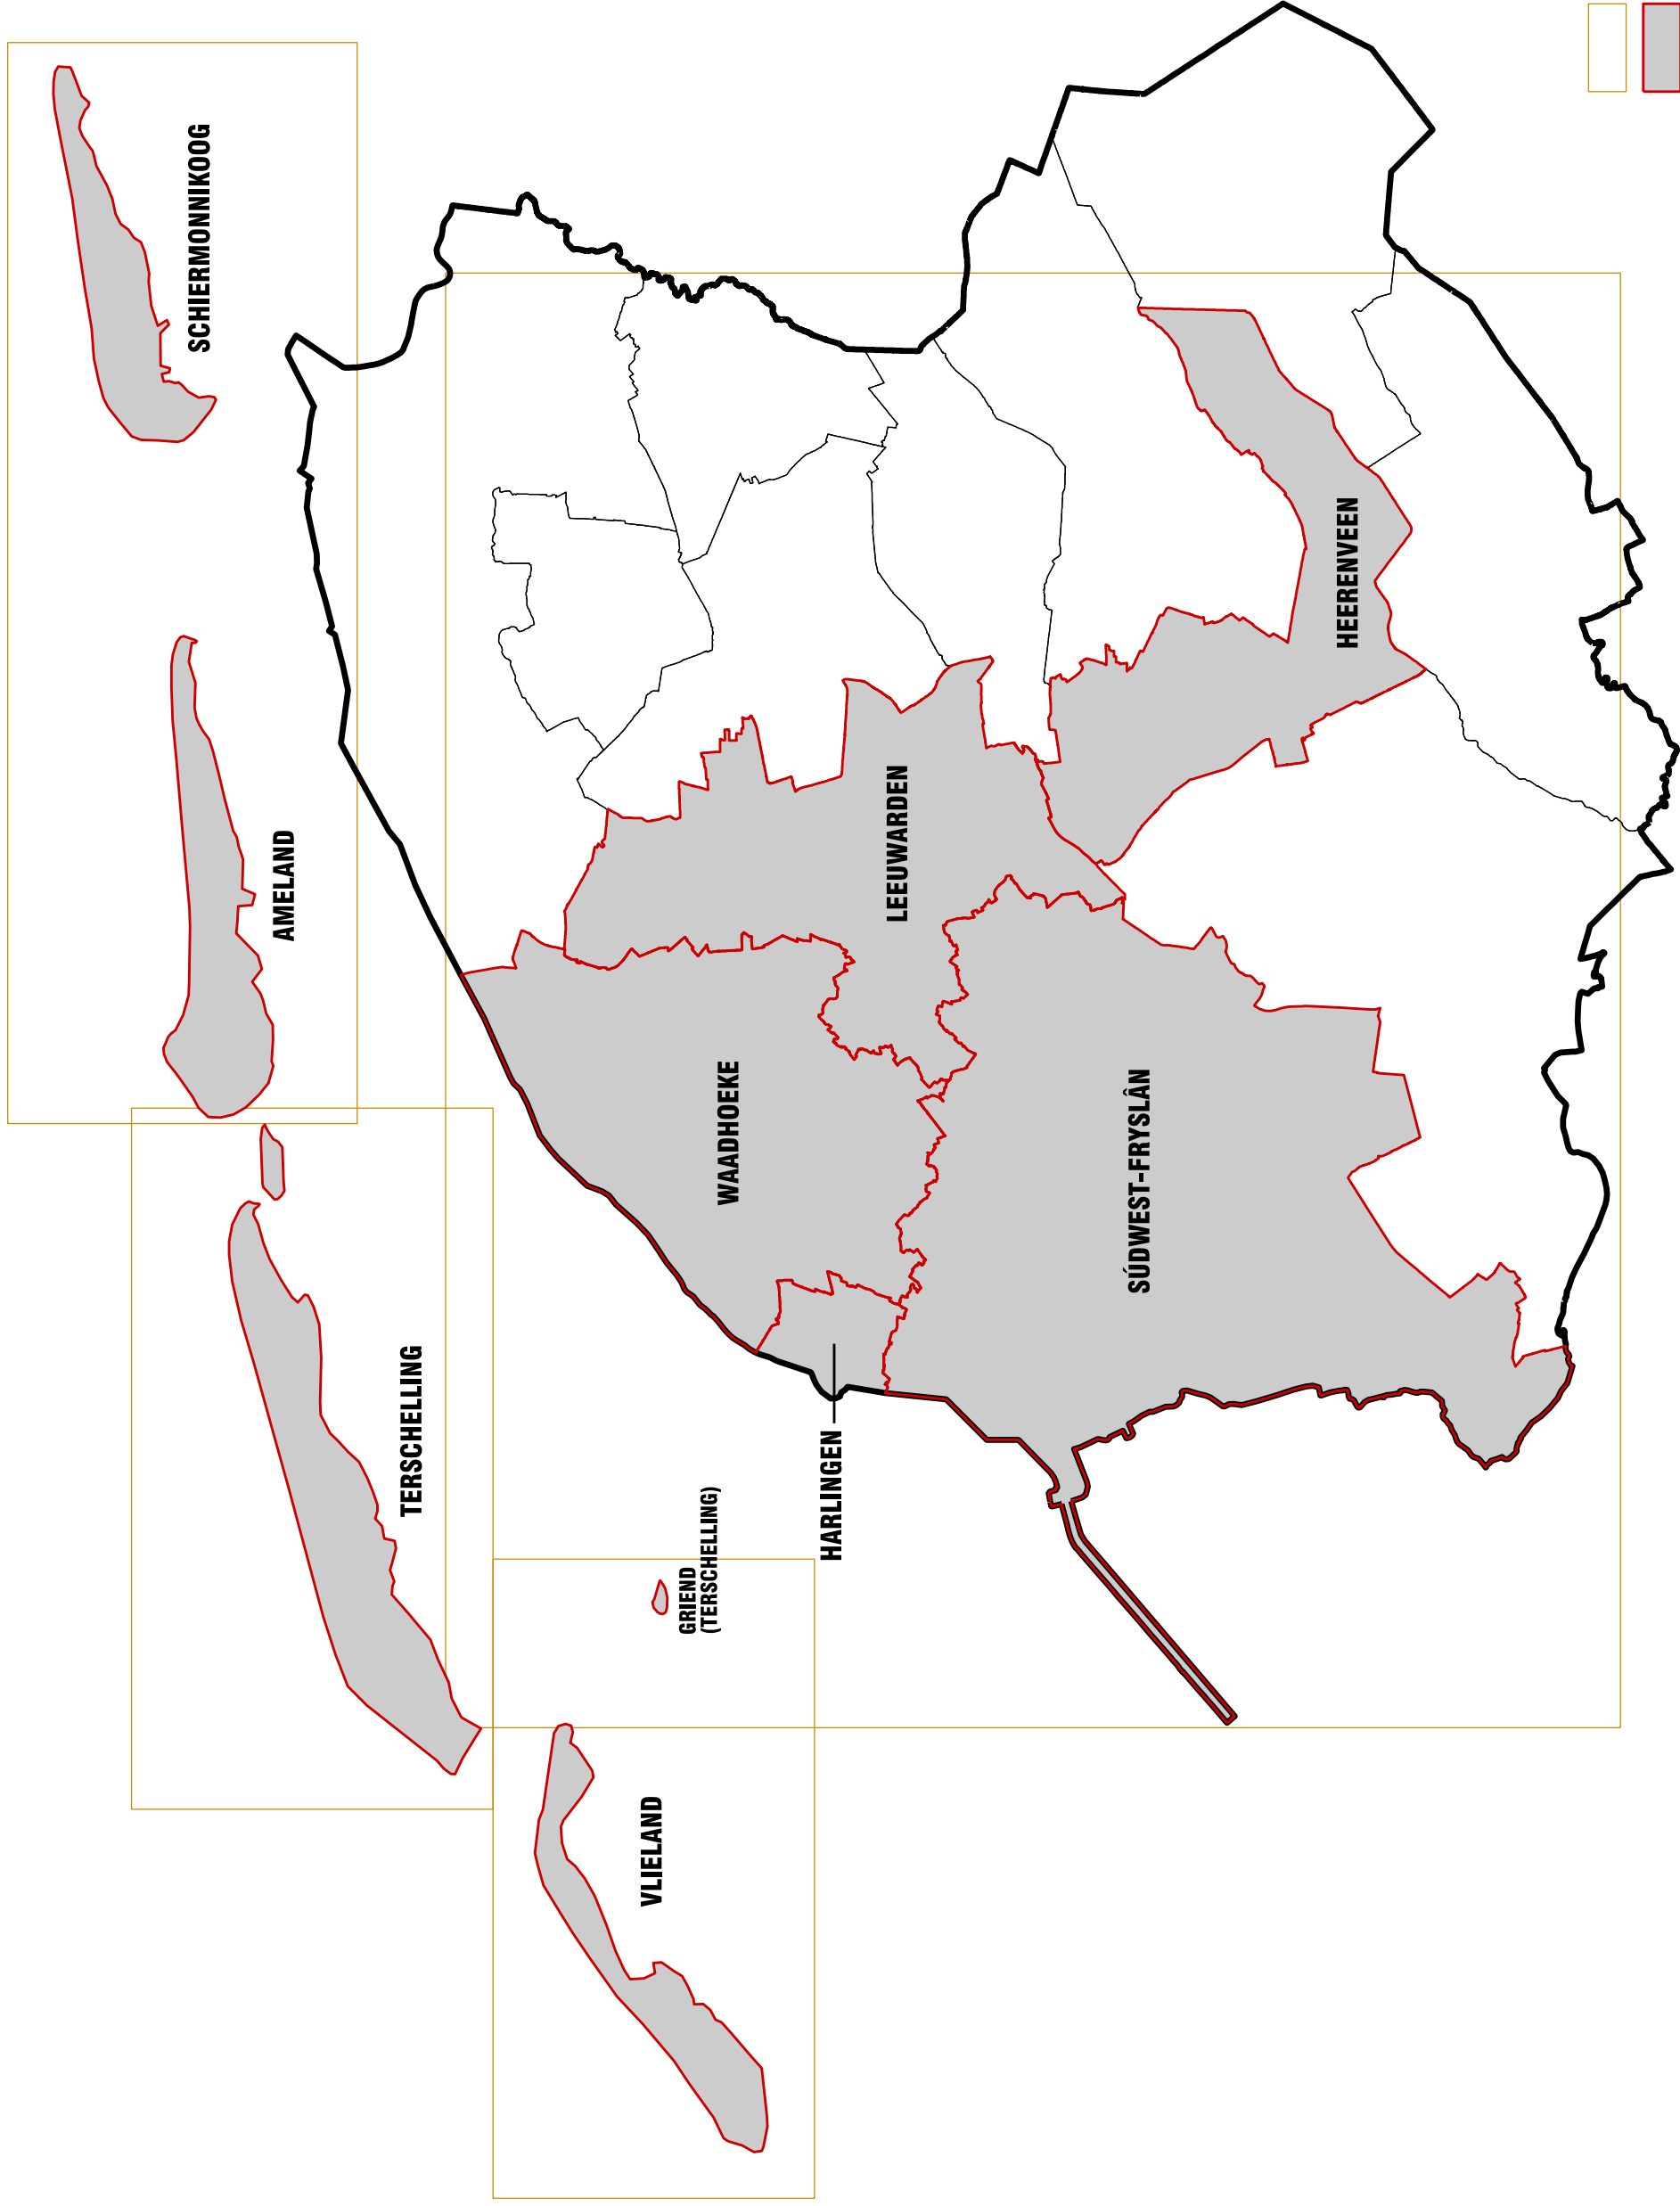 SCHIERMONNIKOOG
AMELAND
TERSCHELLING
VLIELAND
GRIEND
(TERSCHELLING)
HARLINGEN
WAADHOEKE
LEEUWARDEN
SÚDWEST-FRYSLÂN
HEERENVEEN